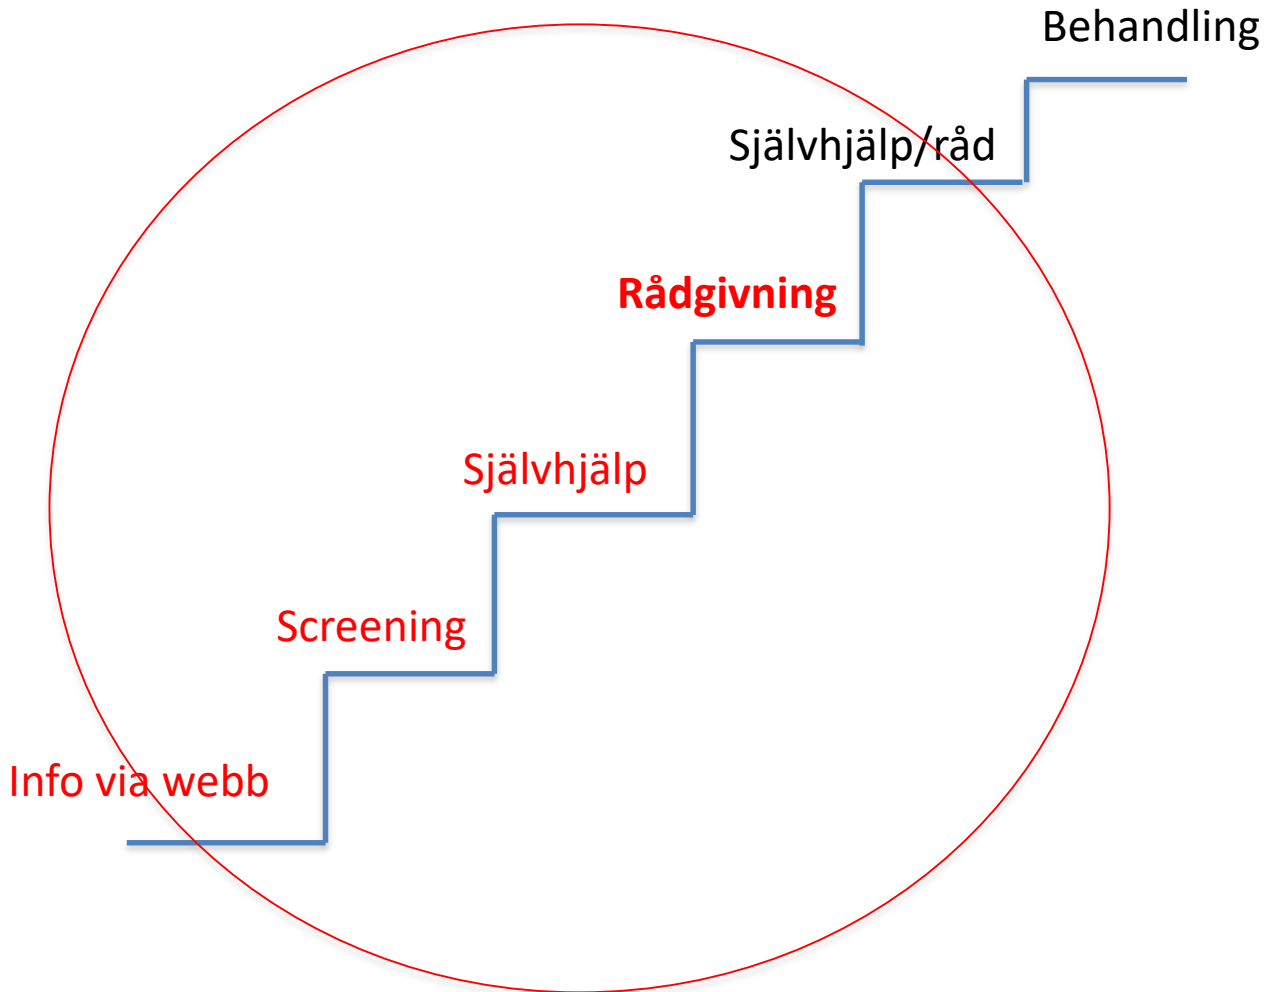 Behandling
Självhjälp/råd
Rådgivning
Självhjälp
Screening
Info via webb